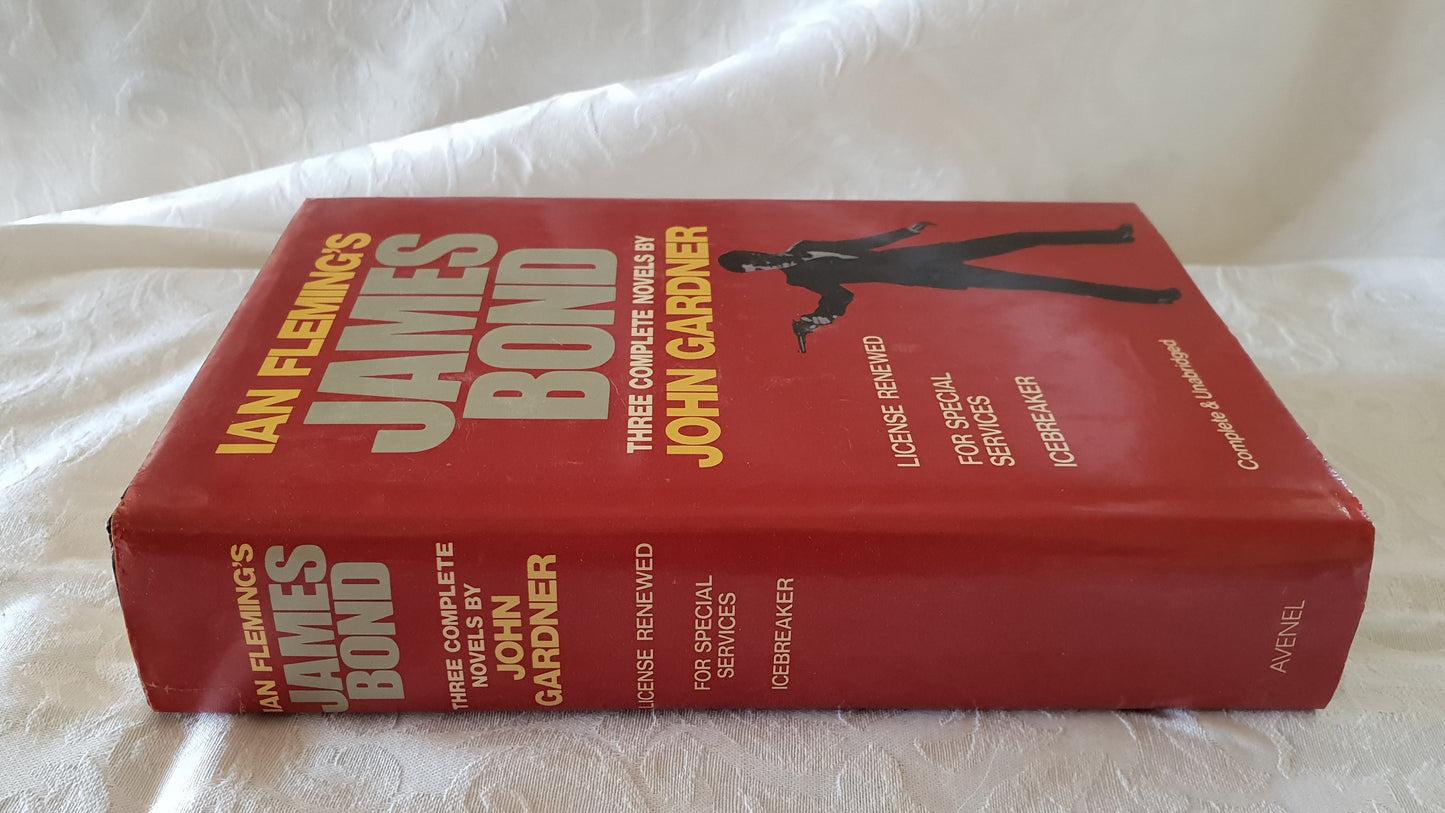 IAN FLEMING'S
JAMES
BOND
THREE COMPLETE NOVELS BY
JOHN GARDNER
LICENSE RENEWED
FOR SPECIAL
SERVICES
ICEBREAKER
Complete & Unabridged
IAN FLEMING'S
JAMES
BOND
THREE COMPLETE
NOVELS BY
JOHN
GARDNER
LICENSE RENEWED
FOR SPECIAL
SERVICES
ICEBREAKER
AVENEL